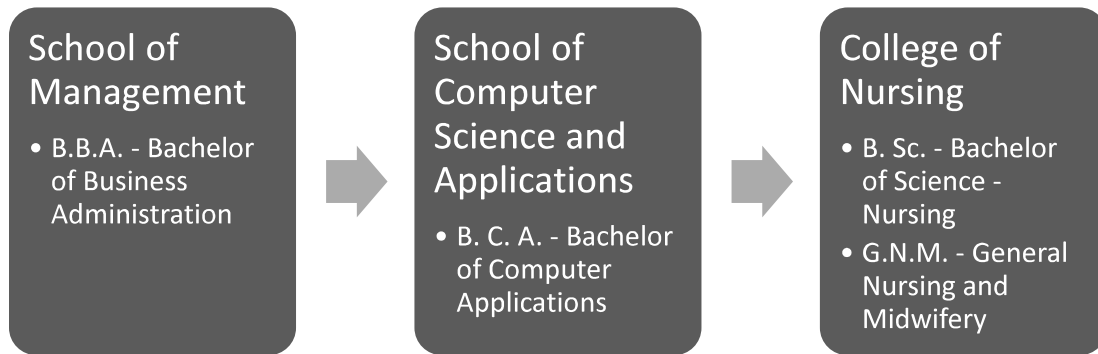 School of
Management
• B.B.A. - Bachelor
of Business
Administration
School of
Computer
Science and
Applications
• B. C. A. - Bachelor
of Computer
Applications
College of
Nursing
• B. Sc. - Bachelor
of Science -
Nursing
• G.N.M. - General
Nursing and
Midwifery